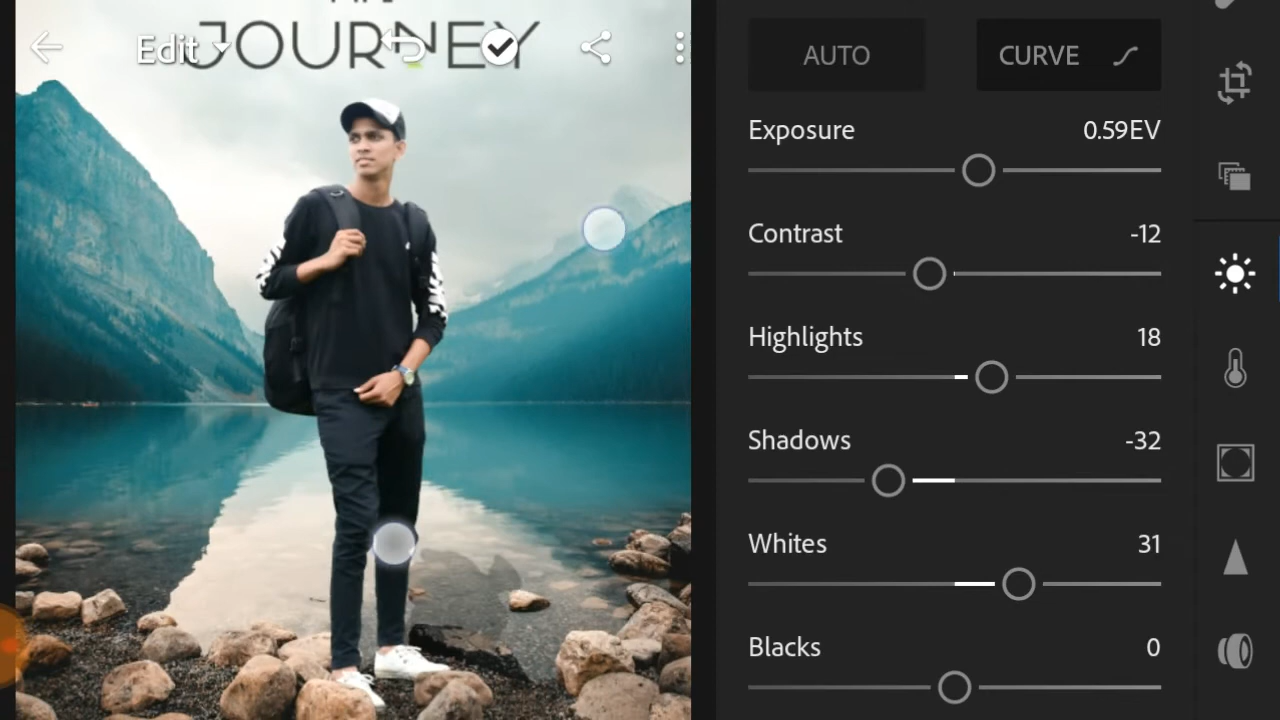 JOURNEY
Edit
AUTO
CURVE
Exposure 0.59EV
Contrast -12
Highlights 18
Shadows -32
Whites 31
Blacks 0